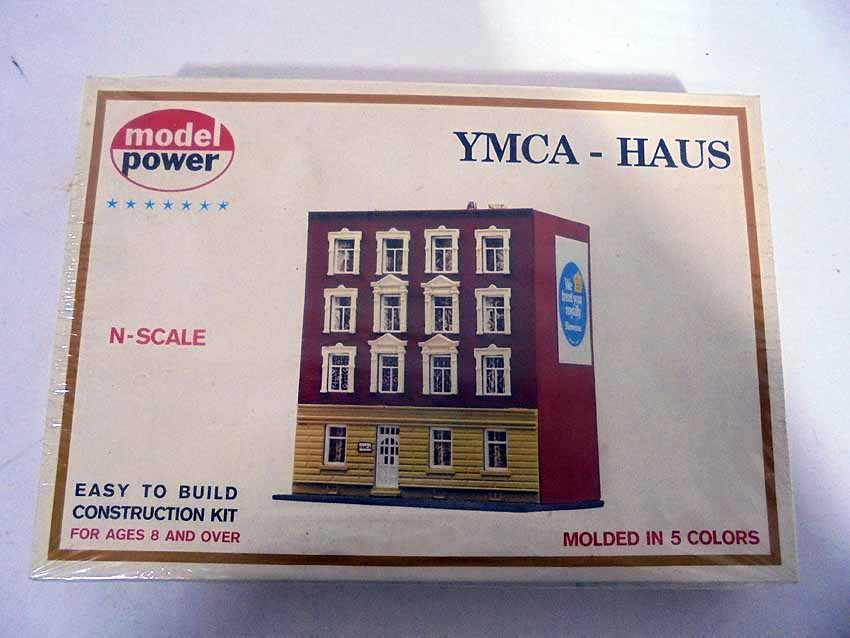 model
power
YMCA - HAUS
N-SCALE
We
treat you
royally
EASY TO BUILD
CONSTRUCTION KIT
FOR AGES 8 AND OVER
MOLDED IN 5 COLORS